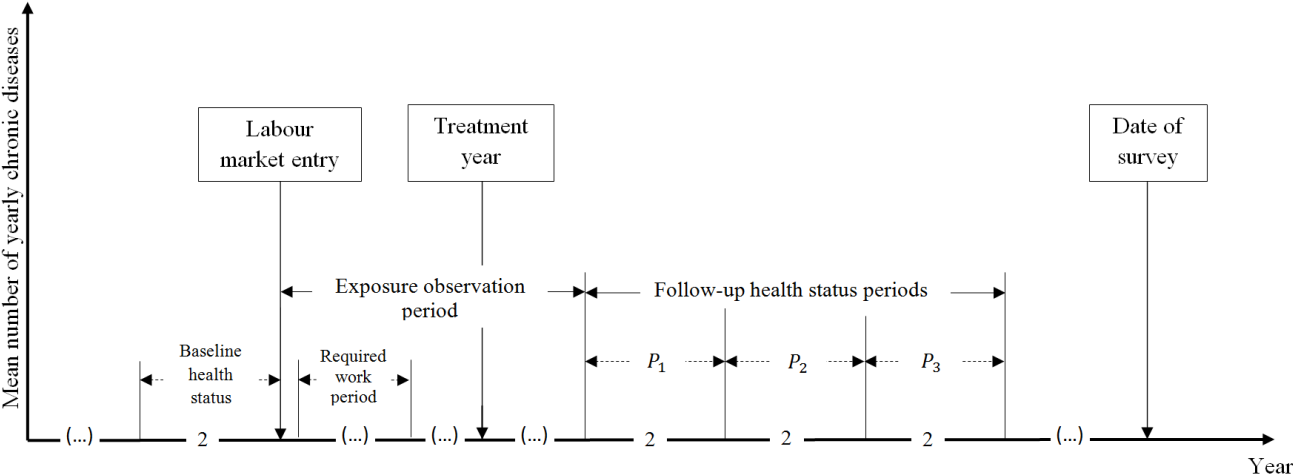 Mean number of yearly chronic diseases
Labour
market entry
Treatment
year
Date of
survey
Exposure observation
period
Follow-up health status periods
Baseline
health
status
Required
work
period
P₁
P₂
P₃
(...)
2
(...)
(...)
(...)
2
2
2
(...)
Year